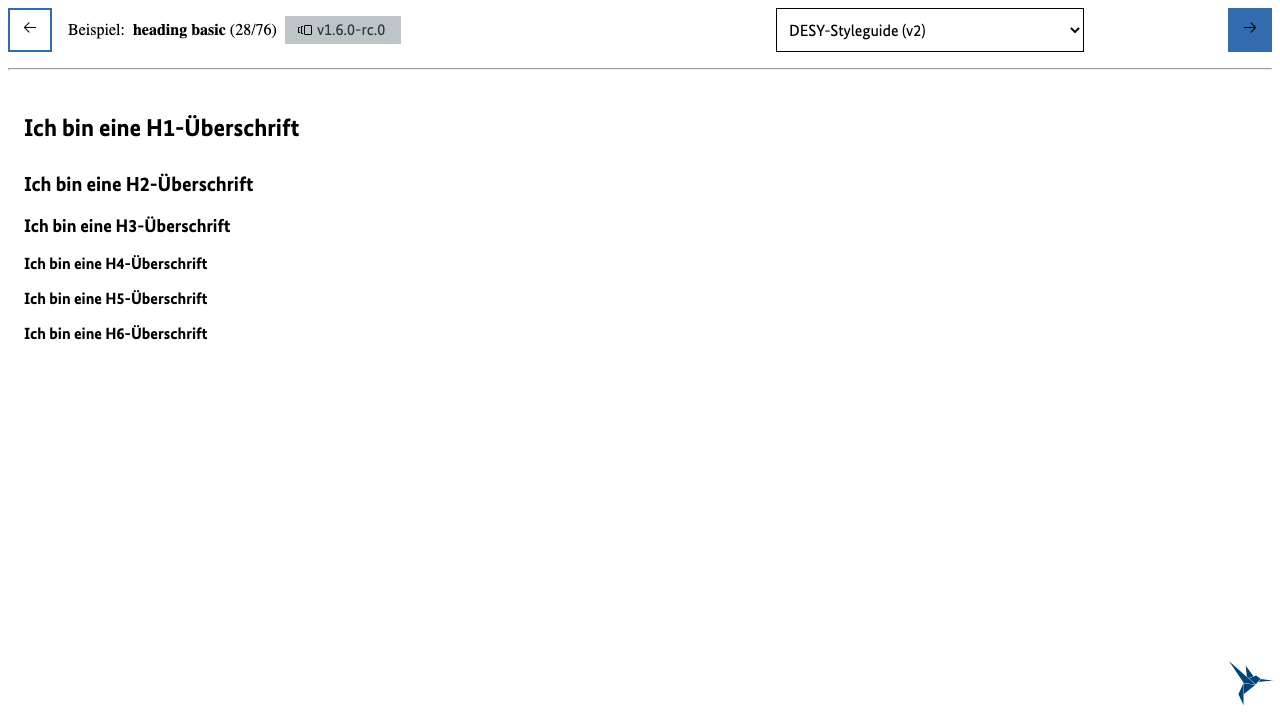 Beispiel: heading basic (28/76) v1.6.0-rc.0 DESY-Styleguide (v2)
Ich bin eine H1-Überschrift
Ich bin eine H2-Überschrift
Ich bin eine H3-Überschrift
Ich bin eine H4-Überschrift
Ich bin eine H5-Überschrift
Ich bin eine H6-Überschrift